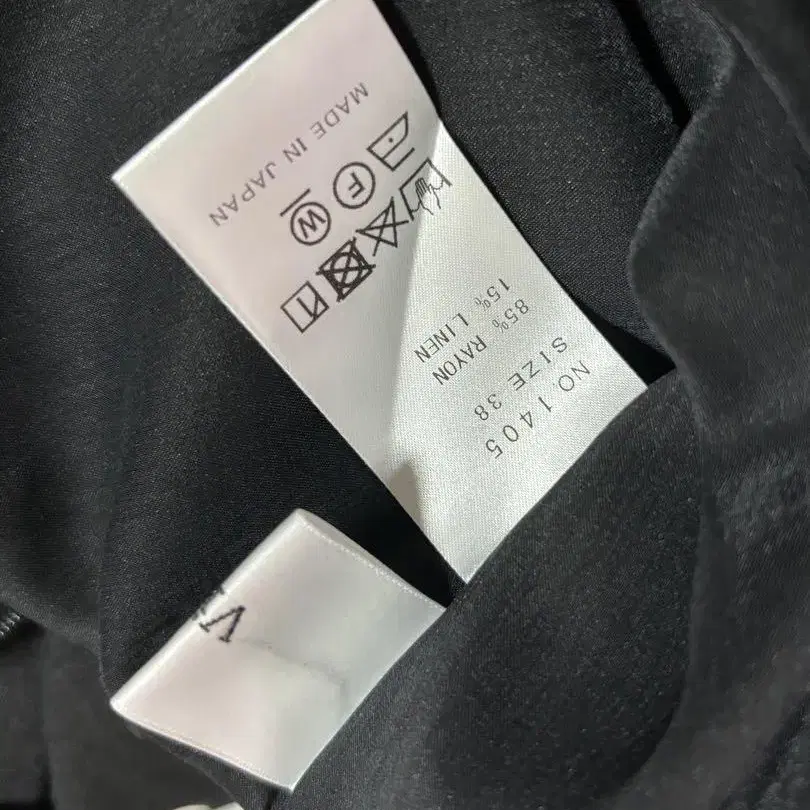 NO 1405
SIZE 38
85% RAYON
15% LINEN
F
W
MADE IN JAPAN